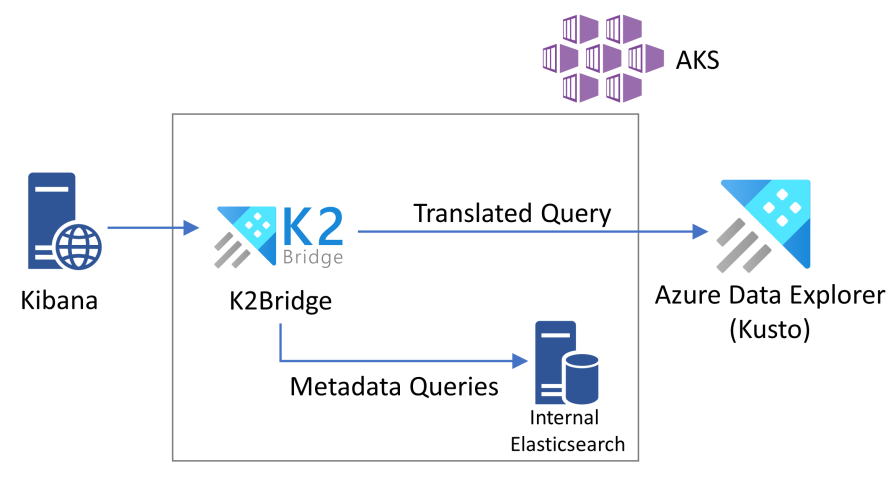 AKS
K2
Bridge
Translated Query
Kibana
K2Bridge
Azure Data Explorer
(Kusto)
Metadata Queries
Internal
Elasticsearch